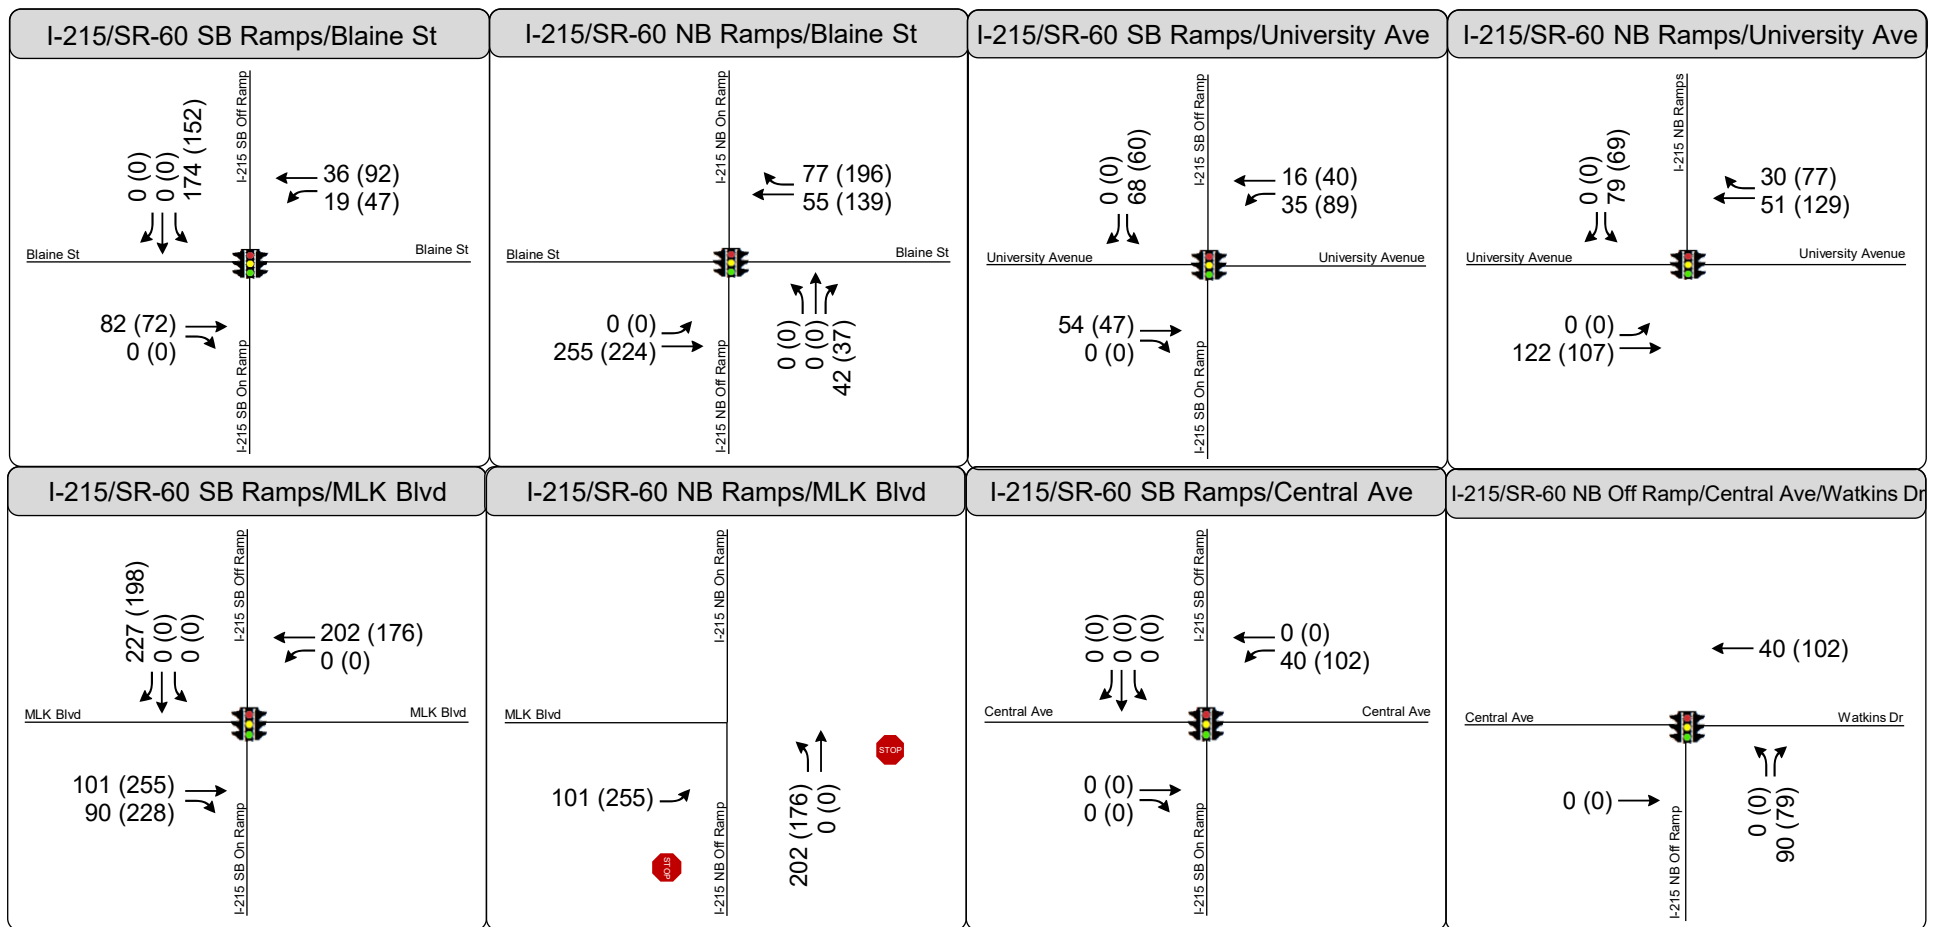 I-215/SR-60 SB Ramps/Blaine St
0 (0)
0 (0)
174 (152)
I-215 SB Off Ramp
36 (92)
19 (47)
Blaine St
Blaine St
82 (72)
0 (0)
I-215 SB On Ramp
I-215/SR-60 NB Ramps/Blaine St
I-215 NB On Ramp
77 (196)
55 (139)
Blaine St
Blaine St
0 (0)
255 (224)
I-215 NB Off Ramp
0 (0)
0 (0)
42 (37)
I-215/SR-60 SB Ramps/University Ave
0 (0)
68 (60)
I-215 SB Off Ramp
16 (40)
35 (89)
University Avenue
University Avenue
54 (47)
0 (0)
I-215 SB On Ramp
I-215/SR-60 NB Ramps/University Ave
0 (0)
79 (69)
I-215 NB Ramps
30 (77)
51 (129)
University Avenue
University Avenue
0 (0)
122 (107)
I-215/SR-60 SB Ramps/MLK Blvd
227 (198)
0 (0)
0 (0)
I-215 SB Off Ramp
202 (176)
0 (0)
MLK Blvd
MLK Blvd
101 (255)
90 (228)
I-215 SB On Ramp
I-215/SR-60 NB Ramps/MLK Blvd
I-215 NB On Ramp
MLK Blvd
STOP
101 (255)
STOP
I-215 NB Off Ramp
202 (176)
0 (0)
I-215/SR-60 SB Ramps/Central Ave
0 (0)
0 (0)
0 (0)
I-215 SB Off Ramp
0 (0)
40 (102)
Central Ave
Central Ave
0 (0)
0 (0)
I-215 SB On Ramp
I-215/SR-60 NB Off Ramp/Central Ave/Watkins Dr
40 (102)
Central Ave
Watkins Dr
0 (0)
I-215 NB Off Ramp
0 (0)
90 (79)